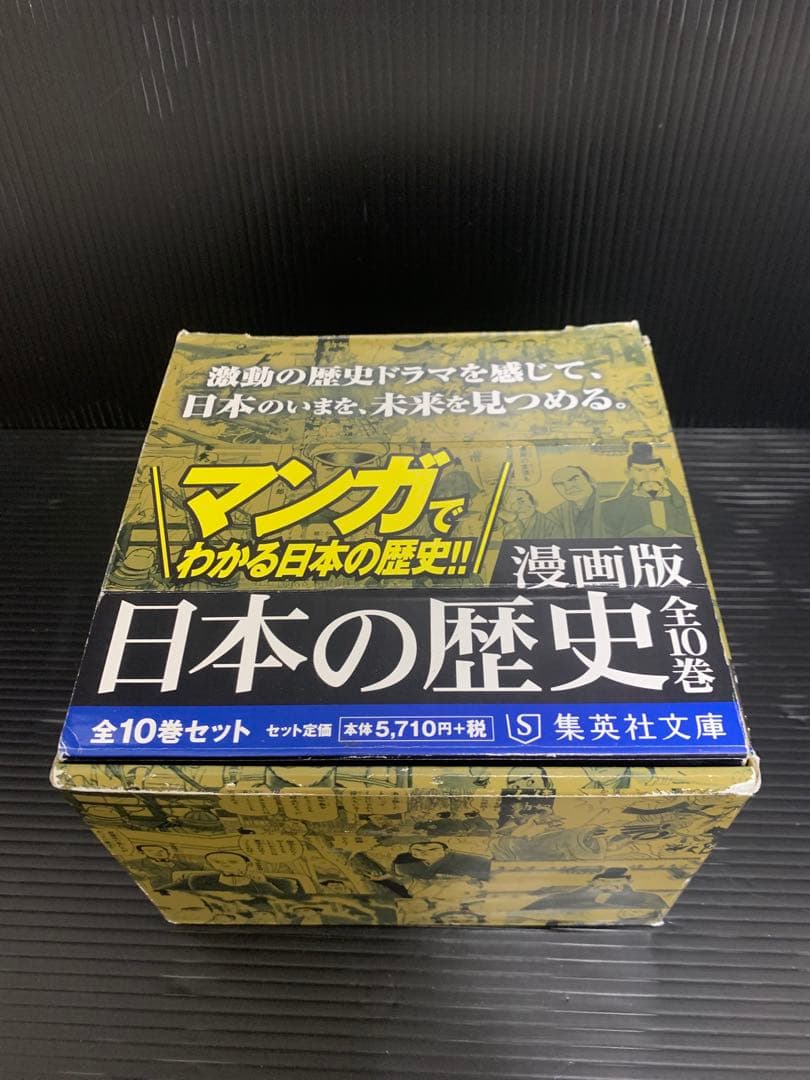 激動の歴史ドラマを感じて、
日本のいまを、未来を見つめる。
マンガで
わかる日本の歴史!!
漫画版
日本の歴史 全10巻
全10巻セット セット定価 本体5,710円+税 S 集英社文庫